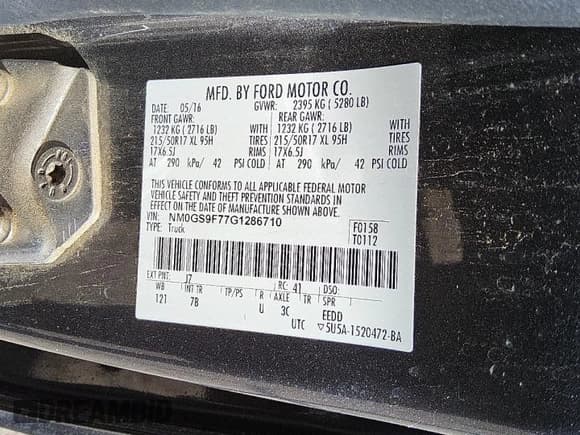 MFD. BY FORD MOTOR CO.
DATE: 05/16 GVWR: 2395 KG ( 5280 LB)
FRONT GAWR: REAR GAWR:
1232 KG ( 2716 LB) WITH 1232 KG ( 2716 LB) WITH
215/50R17 XL 95H TIRES 215/50R17 XL 95H TIRES
17X6.5J RIMS 17X6.5J RIMS
AT 290 kPa/ 42 PSI COLD AT 290 kPa/ 42 PSI COLD
THIS VEHICLE CONFORMS TO ALL APPLICABLE FEDERAL MOTOR
VEHICLE SAFETY AND THEFT PREVENTION STANDARDS IN
EFFECT ON THE DATE OF MANUFACTURE SHOWN ABOVE.
VIN: NM0GS9F77G1286710 F0158
TYPE: Truck T0112
EXT PNT: J7 RC: 41 DSO:
WB INT TR TP/PS R AXLE TR SPR
121 7B U 3C EEDD
UTC ▽5U5A-1520472-BA
DREAMBID